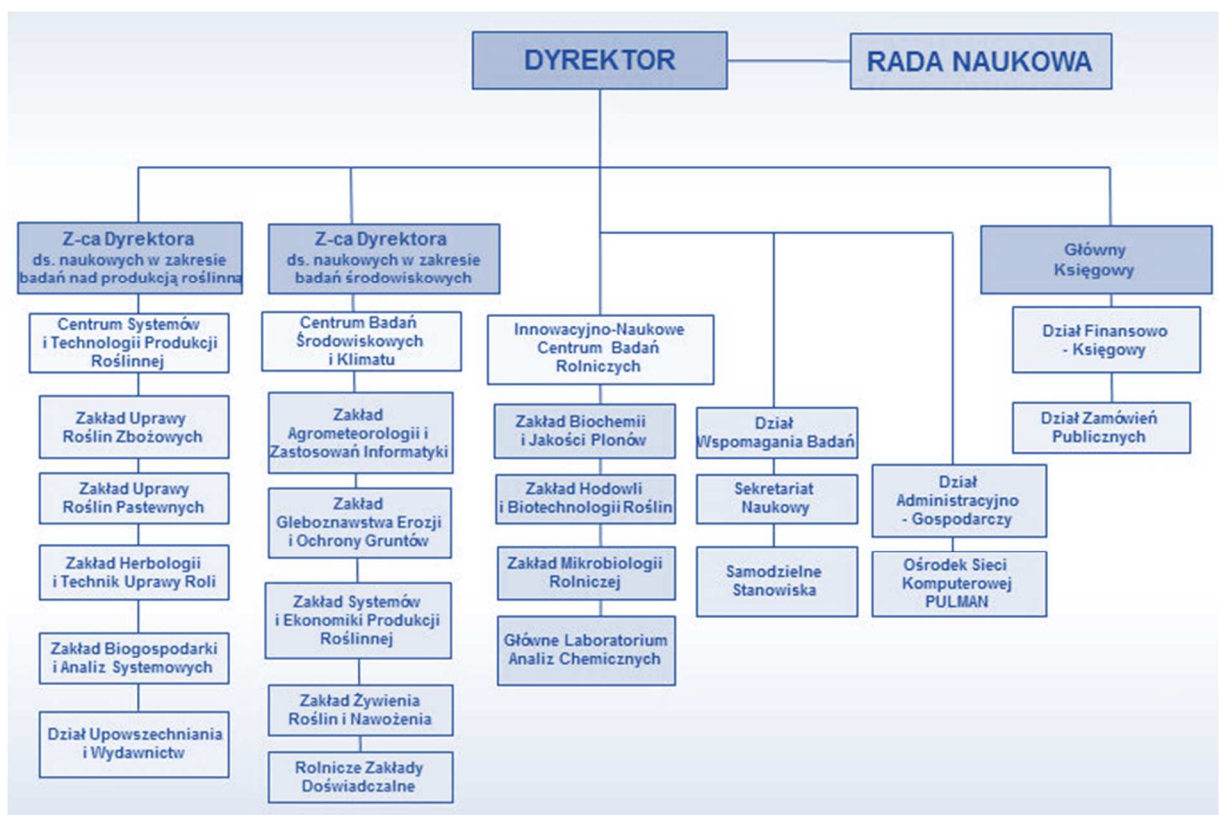 DYREKTOR
RADA NAUKOWA
Z-ca Dyrektora
ds. naukowych w zakresie
badań nad produkcją roślinną
Centrum Systemów
i Technologii Produkcji
Roślinnej
Zakład Uprawy
Roślin Zbożowych
Zakład Uprawy
Roślin Pastewnych
Zakład Herbologii
i Technik Uprawy Roli
Zakład Biogospodarki
i Analiz Systemowych
Dział Upowszechniania
i Wydawnictw
Z-ca Dyrektora
ds. naukowych w zakresie
badań środowiskowych
Centrum Badań
Środowiskowych
i Klimatu
Zakład
Agrometeorologii i
Zastosowań Informatyki
Zakład
Gleboznawstwa Erozji
i Ochrony Gruntów
Zakład Systemów
i Ekonomiki Produkcji
Roślinnej
Zakład Żywienia
Roślin i Nawożenia
Rolnicze Zakłady
Doświadczalne
Innowacyjno-Naukowe
Centrum Badań
Rolniczych
Zakład Biochemii
i Jakości Plonów
Zakład Hodowli
i Biotechnologii Roślin
Zakład Mikrobiologii
Rolniczej
Główne Laboratorium
Analiz Chemicznych
Dział
Wspomagania Badań
Sekretariat
Naukowy
Samodzielne
Stanowiska
Dział
Administracyjno
- Gospodarczy
Ośrodek Sieci
Komputerowej
PULMAN
Główny
Księgowy
Dział Finansowo
- Księgowy
Dział Zamówień
Publicznych